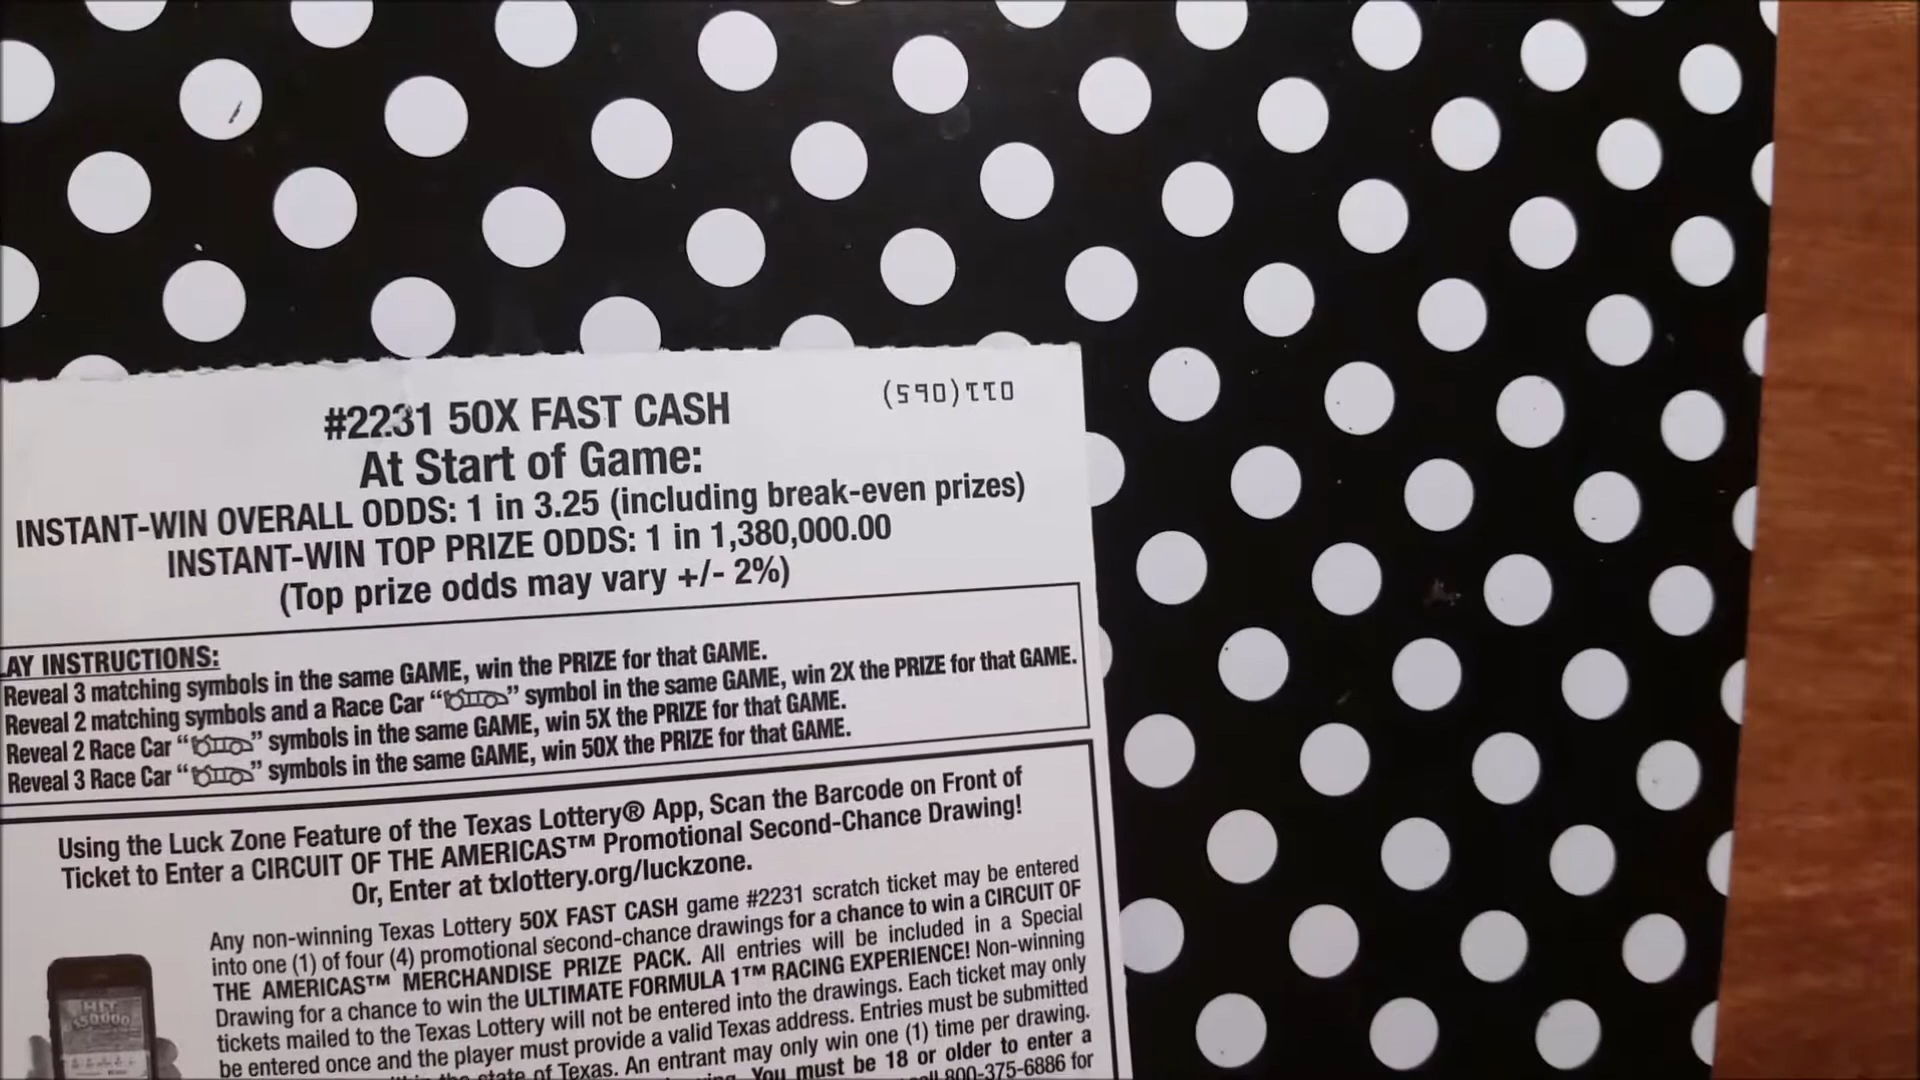 (590)TTO
#2231 50X FAST CASH
At Start of Game:
INSTANT-WIN OVERALL ODDS: 1 in 3.25 (including break-even prizes)
INSTANT-WIN TOP PRIZE ODDS: 1 in 1,380,000.00
(Top prize odds may vary +/- 2%)
AY INSTRUCTIONS:
Reveal 3 matching symbols in the same GAME, win the PRIZE for that GAME.
Reveal 2 matching symbols and a Race Car “ ” symbol in the same GAME, win 2X the PRIZE for that GAME.
Reveal 2 Race Car “ ” symbols in the same GAME, win 5X the PRIZE for that GAME.
Reveal 3 Race Car “ ” symbols in the same GAME, win 50X the PRIZE for that GAME.
Using the Luck Zone Feature of the Texas Lottery® App, Scan the Barcode on Front of
Ticket to Enter a CIRCUIT OF THE AMERICAS™ Promotional Second-Chance Drawing!
Or, Enter at txlottery.org/luckzone.
Any non-winning Texas Lottery 50X FAST CASH game #2231 scratch ticket may be entered
into one (1) of four (4) promotional second-chance drawings for a chance to win a CIRCUIT OF
THE AMERICAS™ MERCHANDISE PRIZE PACK. All entries will be included in a Special
Drawing for a chance to win the ULTIMATE FORMULA 1™ RACING EXPERIENCE! Non-winning
tickets mailed to the Texas Lottery will not be entered into the drawings. Each ticket may only
be entered once and the player must provide a valid Texas address. Entries must be submitted
the state of Texas. An entrant may only win one (1) time per drawing.
You must be 18 or older to enter a
800-375-6886 for
HIT
$50,000